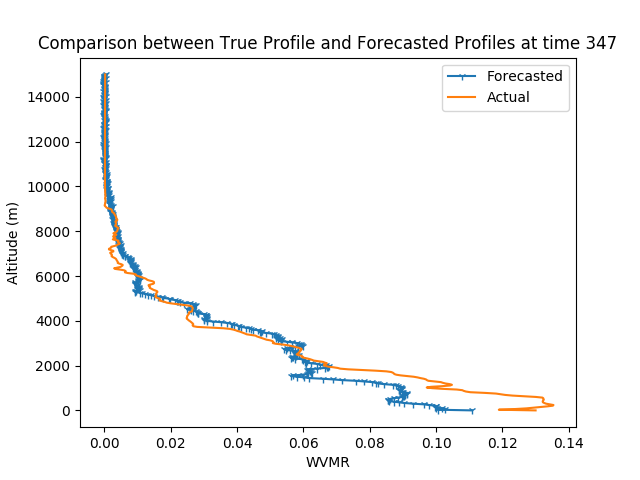 Comparison between True Profile and Forecasted Profiles at time 347
Forecasted
Actual
Altitude (m)
14000
12000
10000
8000
6000
4000
2000
0
0.00 0.02 0.04 0.06 0.08 0.10 0.12 0.14
WVMR